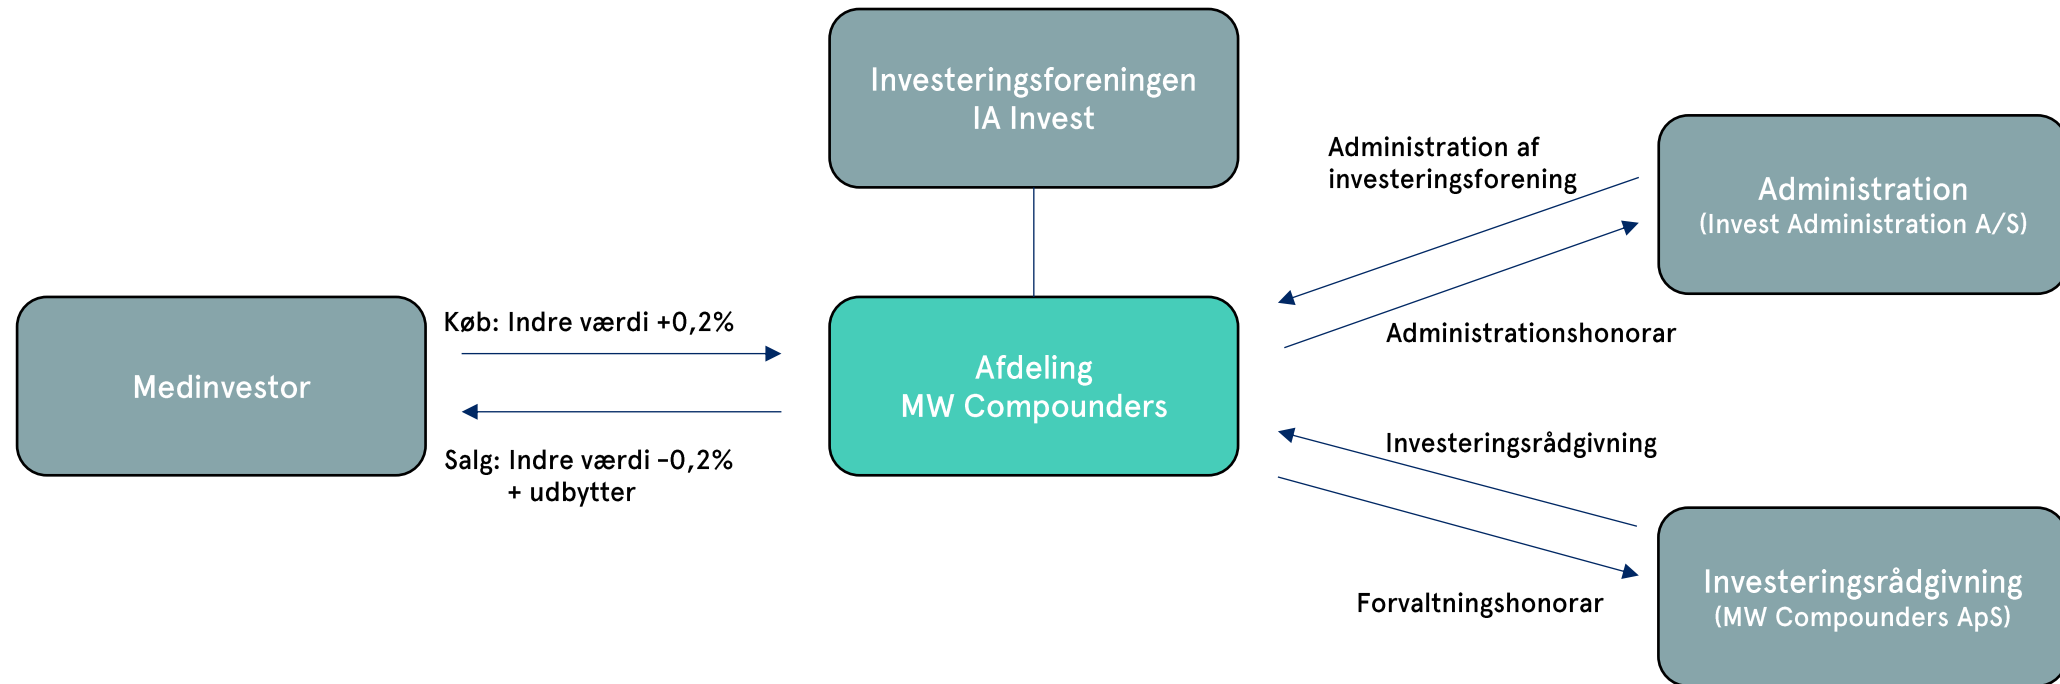 Investeringsforeningen
IA Invest
Administration af
investeringsforening
Administration
(Invest Administration A/S)
Køb: Indre værdi +0,2%
Administrationshonorar
Medinvestor
Afdeling
MW Compounders
Salg: Indre værdi -0,2%
+ udbytter
Investeringsrådgivning
Forvaltningshonorar
Investeringsrådgivning
(MW Compounders ApS)